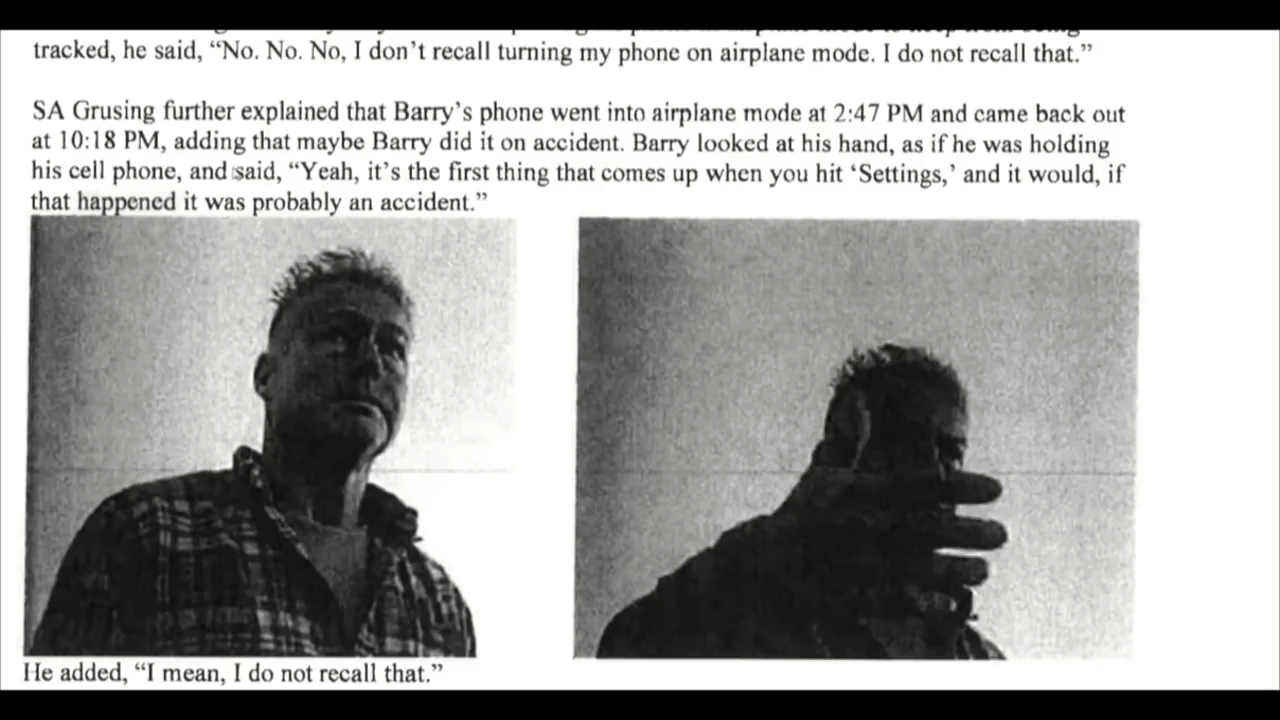 tracked, he said, “No. No. No, I don’t recall turning my phone on airplane mode. I do not recall that.”
SA Grusing further explained that Barry’s phone went into airplane mode at 2:47 PM and came back out
at 10:18 PM, adding that maybe Barry did it on accident. Barry looked at his hand, as if he was holding
his cell phone, and said, “Yeah, it’s the first thing that comes up when you hit ‘Settings,’ and it would, if
that happened it was probably an accident.”
He added, “I mean, I do not recall that.”